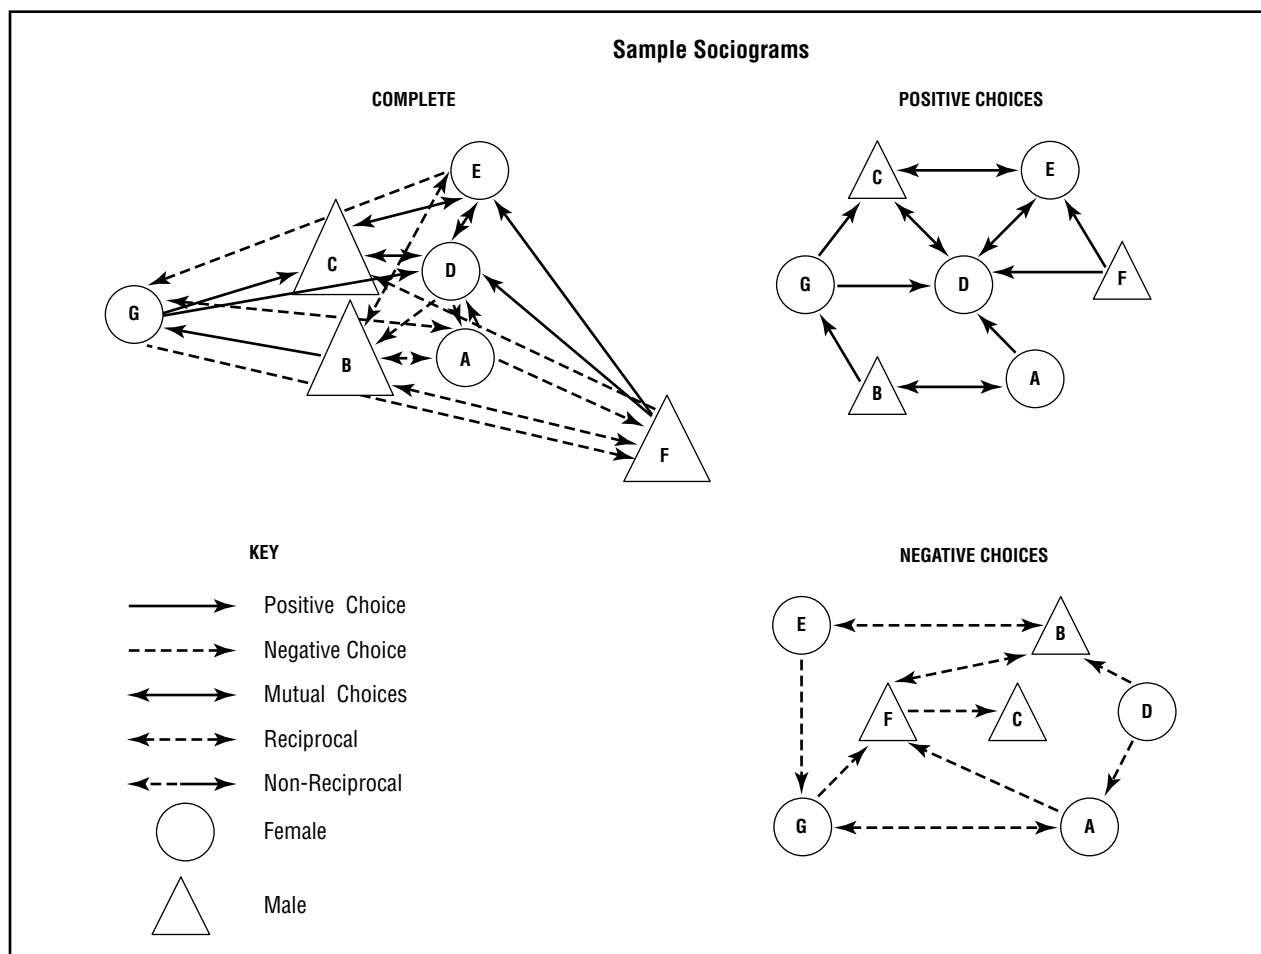 Sample Sociograms
COMPLETE
E
C
D
G
B
A
F
POSITIVE CHOICES
C
E
G
D
F
B
A
KEY
Positive Choice
Negative Choice
Mutual Choices
Reciprocal
Non-Reciprocal
Female
Male
NEGATIVE CHOICES
E
B
F
C
D
G
A